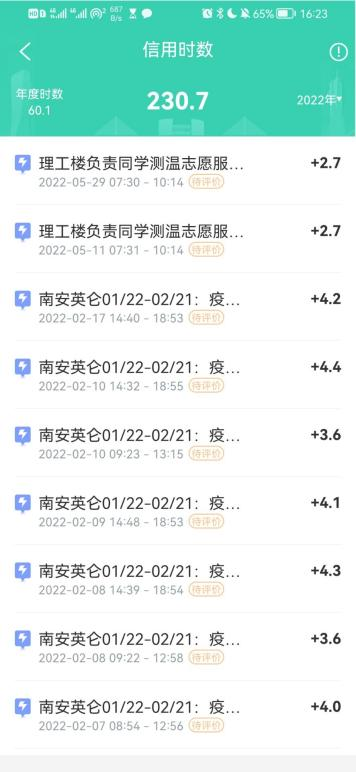 HD 1 4G 4G 2 687 B/s 65% 16:23
信用时数
年度时数
60.1
230.7
2022年
理工楼负责同学测温志愿服... +2.7
2022-05-29 07:30 - 10:14 待评价
理工楼负责同学测温志愿服... +2.7
2022-05-11 07:31 - 10:14 待评价
南安英仑01/22-02/21：疫... +4.2
2022-02-17 14:40 - 18:53 待评价
南安英仑01/22-02/21：疫... +4.4
2022-02-10 14:32 - 18:55 待评价
南安英仑01/22-02/21：疫... +3.6
2022-02-10 09:23 - 13:15 待评价
南安英仑01/22-02/21：疫... +4.1
2022-02-09 14:48 - 18:53 待评价
南安英仑01/22-02/21：疫... +4.3
2022-02-08 14:39 - 18:54 待评价
南安英仑01/22-02/21：疫... +3.6
2022-02-08 09:22 - 12:58 待评价
南安英仑01/22-02/21：疫... +4.0
2022-02-07 08:54 - 12:56 待评价